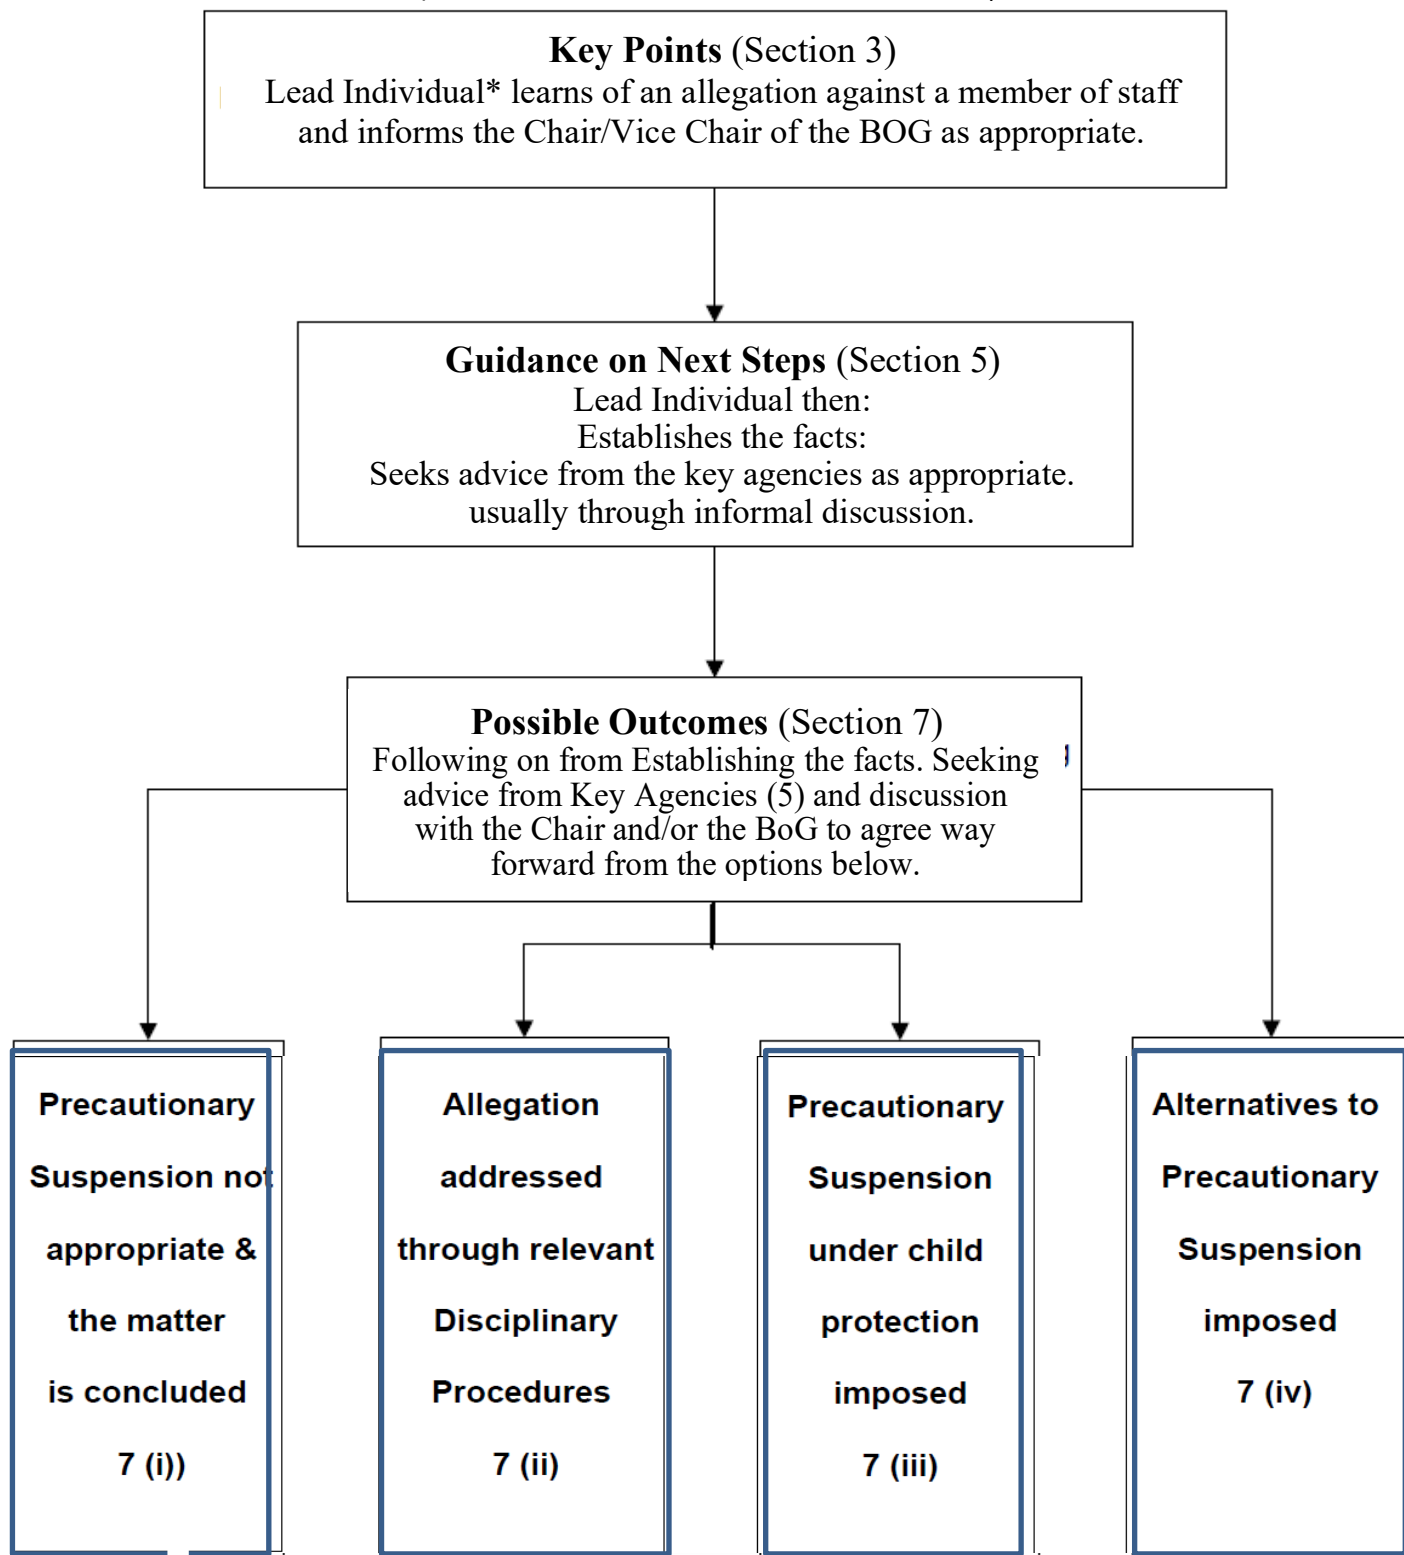 Key Points (Section 3)
Lead Individual* learns of an allegation against a member of staff
and informs the Chair/Vice Chair of the BOG as appropriate.
Guidance on Next Steps (Section 5)
Lead Individual then:
Establishes the facts:
Seeks advice from the key agencies as appropriate.
usually through informal discussion.
Possible Outcomes (Section 7)
Following on from Establishing the facts. Seeking
advice from Key Agencies (5) and discussion
with the Chair and/or the BoG to agree way
forward from the options below.
Precautionary
Suspension not
appropriate &
the matter
is concluded
7 (i))
Allegation
addressed
through relevant
Disciplinary
Procedures
7 (ii)
Precautionary
Suspension
under child
protection
imposed
7 (iii)
Alternatives to
Precautionary
Suspension
imposed
7 (iv)